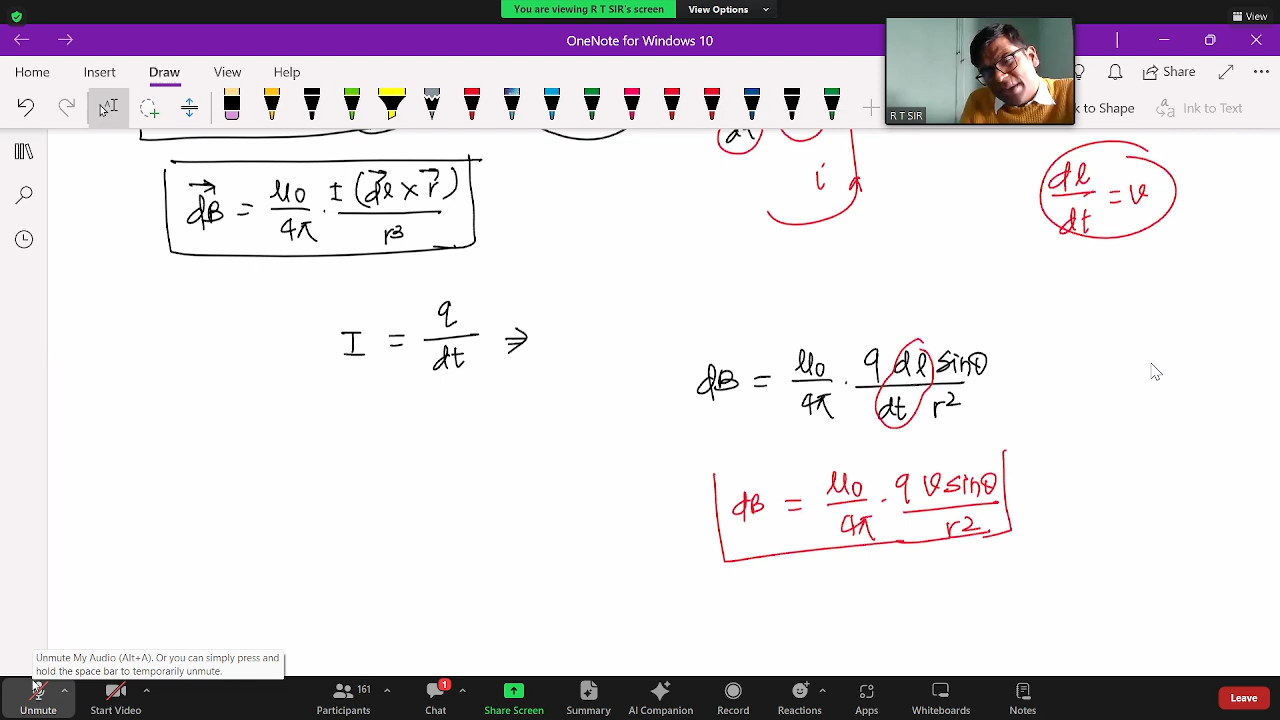 You are viewing R T SIR's screen View Options
View
OneNote for Windows 10
Home Insert Draw View Help
Share
k to Shape Ink to Text
R T SIR
dt
i
dB = μ0/4π · I (dl × r)/r3
dl/dt = v
I = q/dt ⇒
dB = μ0/4π · q dl sinθ/dt r2
dB = μ0/4π · q v sinθ/r2
Unmute My Audio (Alt+A). Or you can simply press and
hold the space bar to temporarily unmute.
161
1
Unmute Start Video Participants Chat Share Screen Summary AI Companion Record Reactions Apps Whiteboards Notes Leave